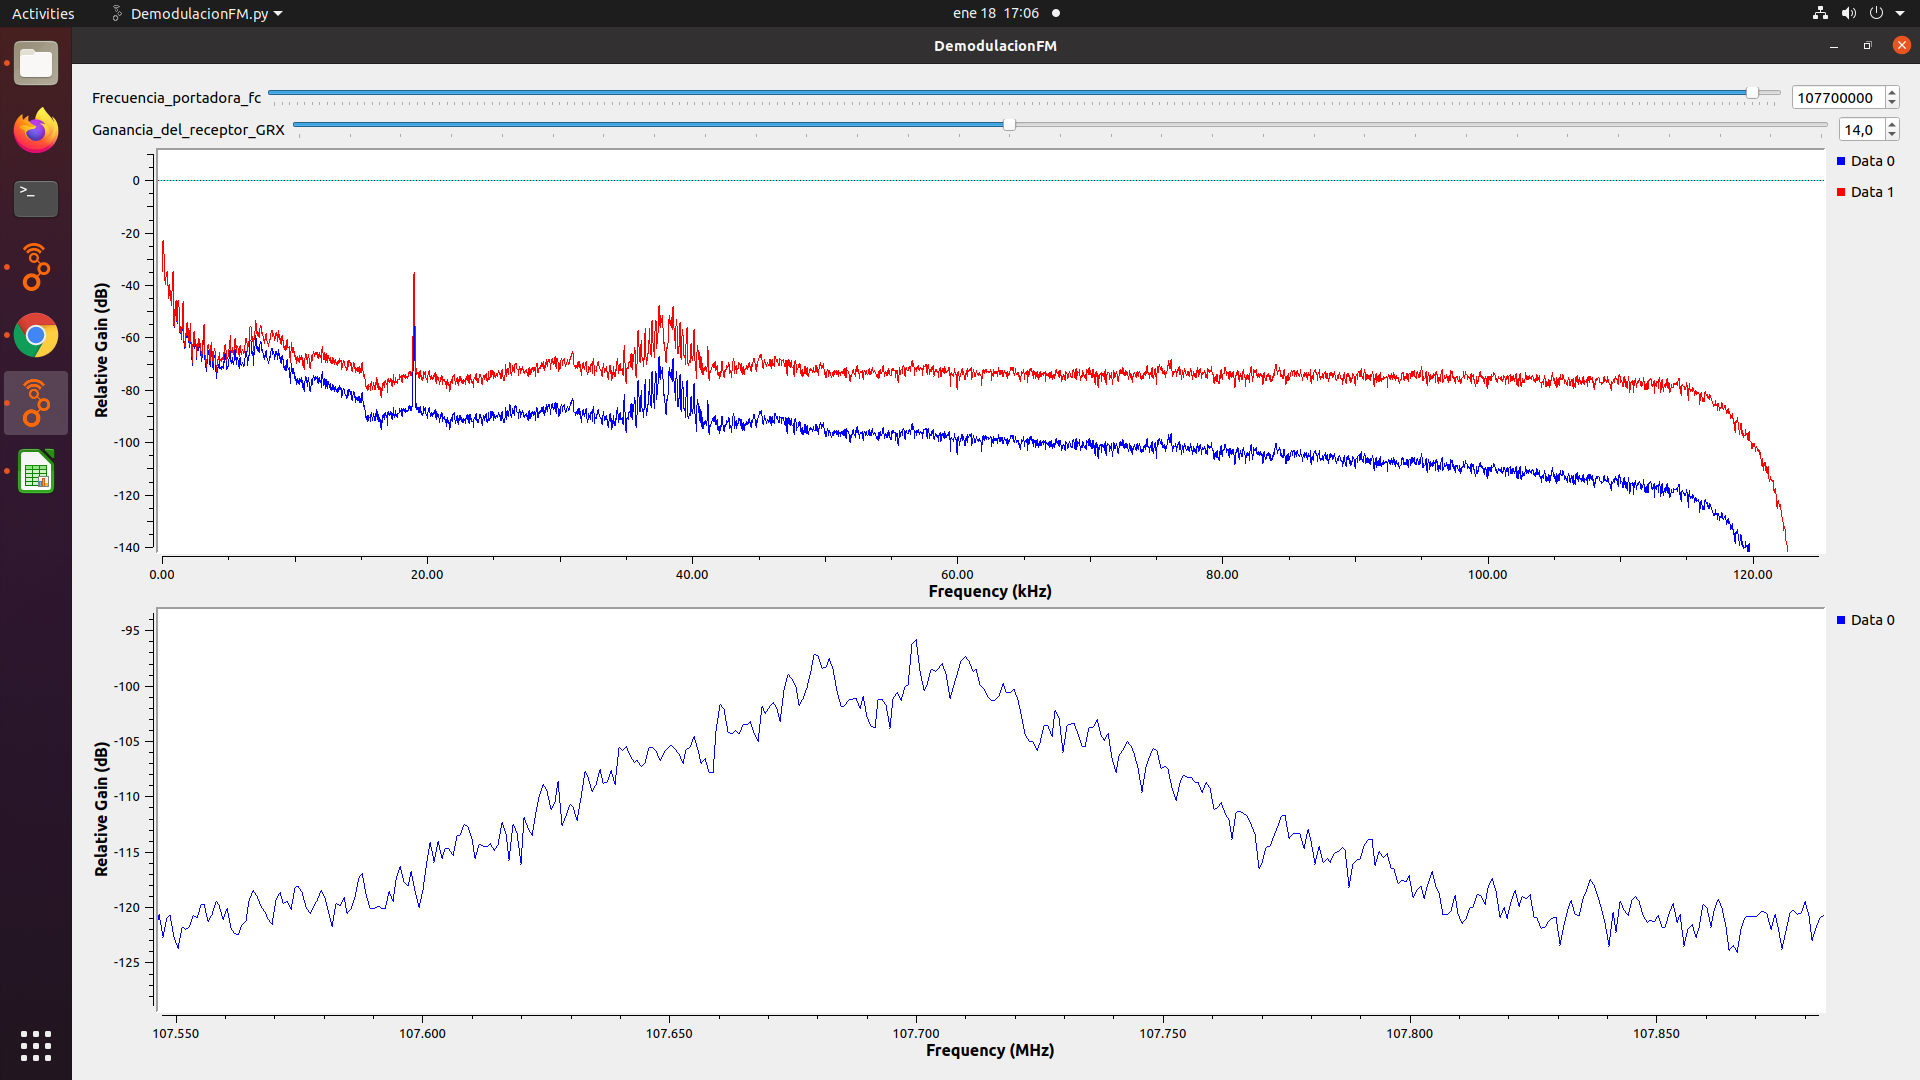 Activities DemodulacionFM.py ene 18 17:06
DemodulacionFM
Frecuencia_portadora_fc 107700000
Ganancia_del_receptor_GRX 14,0
Data 0
Data 1
Relative Gain (dB)
0
-20
-40
-60
-80
-100
-120
-140
0.00 20.00 40.00 60.00 80.00 100.00 120.00
Frequency (kHz)
Data 0
Relative Gain (dB)
-95
-100
-105
-110
-115
-120
-125
107.550 107.600 107.650 107.700 107.750 107.800 107.850
Frequency (MHz)
>_